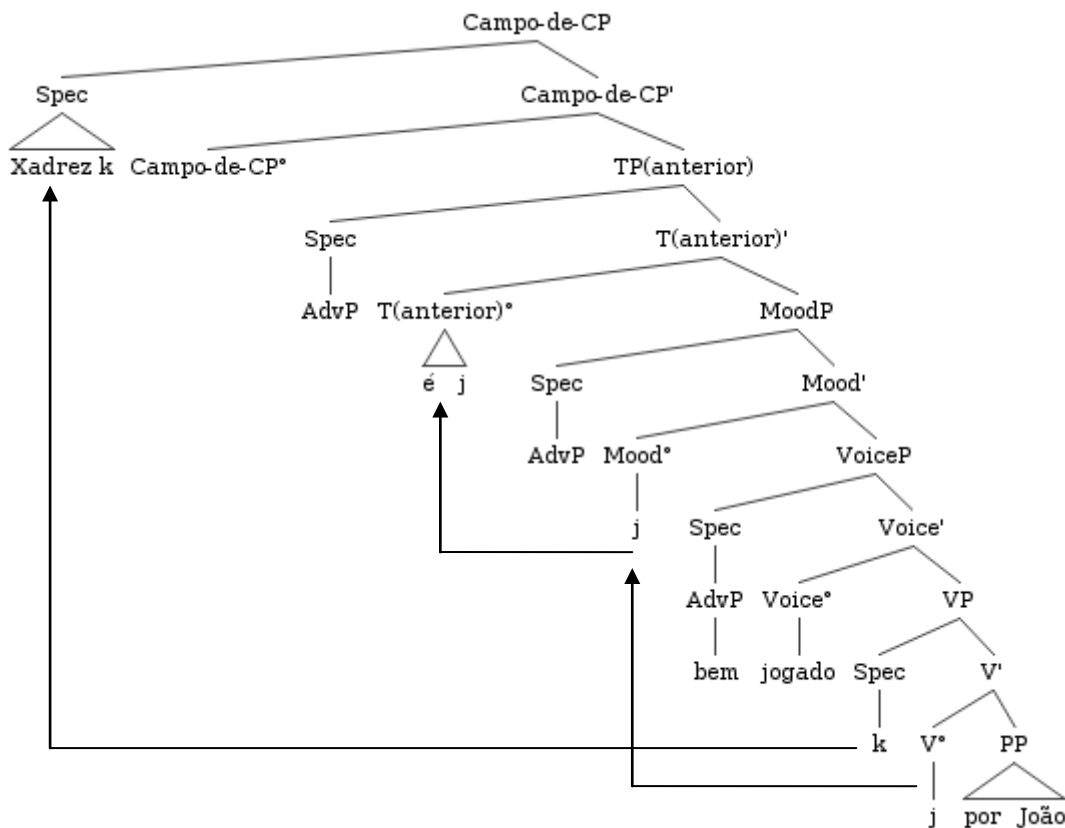 Campo-de-CP
Spec Campo-de-CP'
Xadrez k Campo-de-CP° TP(anterior)
Spec T(anterior)'
AdvP T(anterior)° MoodP
é j Spec Mood'
AdvP Mood° VoiceP
j Spec Voice'
AdvP Voice° VP
bem jogado Spec V'
k V° PP
j por João